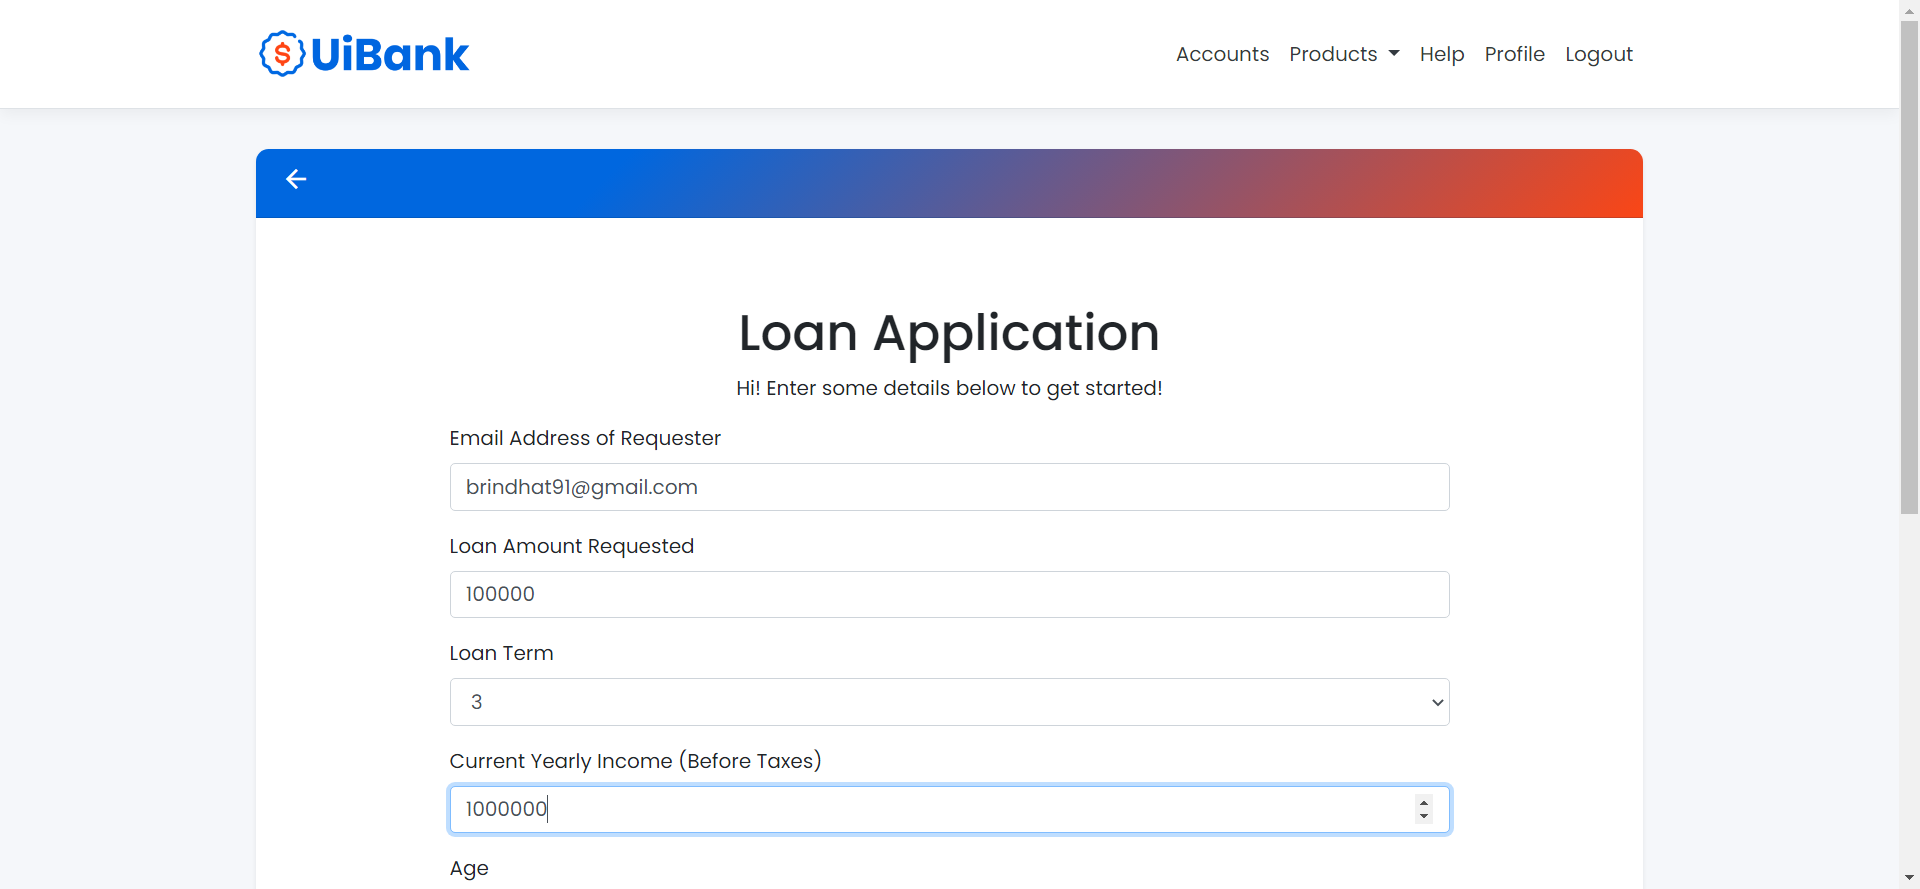 $ UiBank
Accounts Products Help Profile Logout
Loan Application
Hi! Enter some details below to get started!
Email Address of Requester
brindhat91@gmail.com
Loan Amount Requested
100000
Loan Term
3
Current Yearly Income (Before Taxes)
1000000
Age